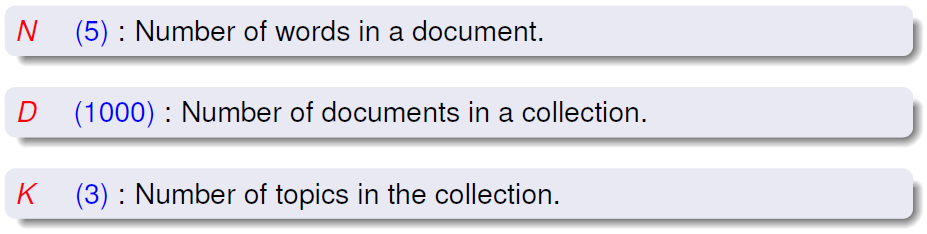 N (5) : Number of words in a document.
D (1000) : Number of documents in a collection.
K (3) : Number of topics in the collection.